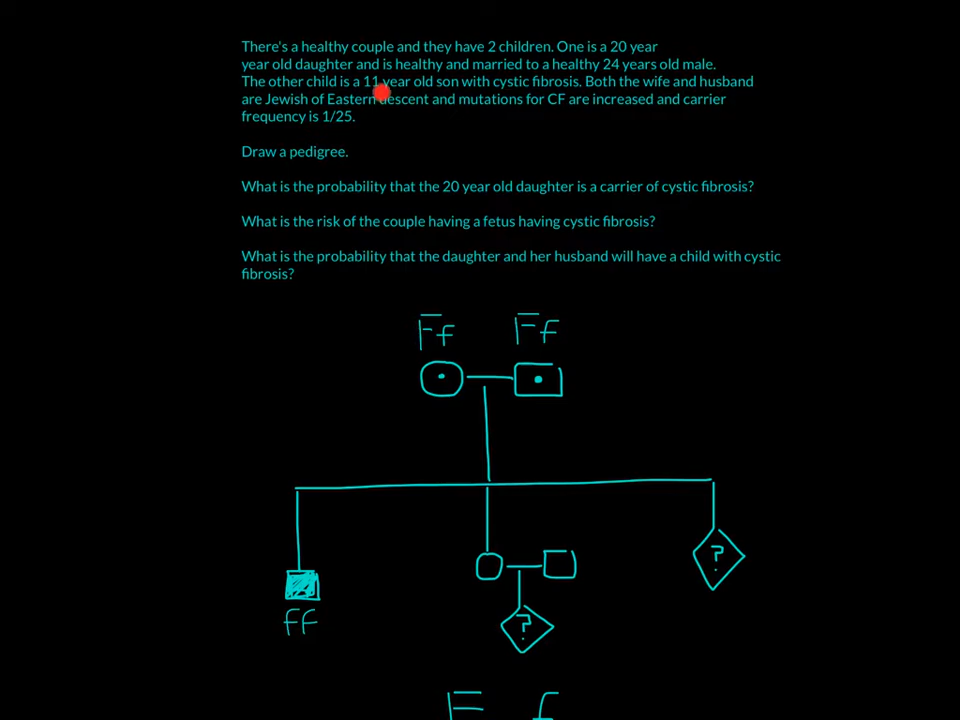 There's a healthy couple and they have 2 children. One is a 20 year
year old daughter and is healthy and married to a healthy 24 years old male.
The other child is a 11 year old son with cystic fibrosis. Both the wife and husband
are Jewish of Eastern descent and mutations for CF are increased and carrier
frequency is 1/25.
Draw a pedigree.
What is the probability that the 20 year old daughter is a carrier of cystic fibrosis?
What is the risk of the couple having a fetus having cystic fibrosis?
What is the probability that the daughter and her husband will have a child with cystic
fibrosis?
Ff Ff
?
ff
?
F f